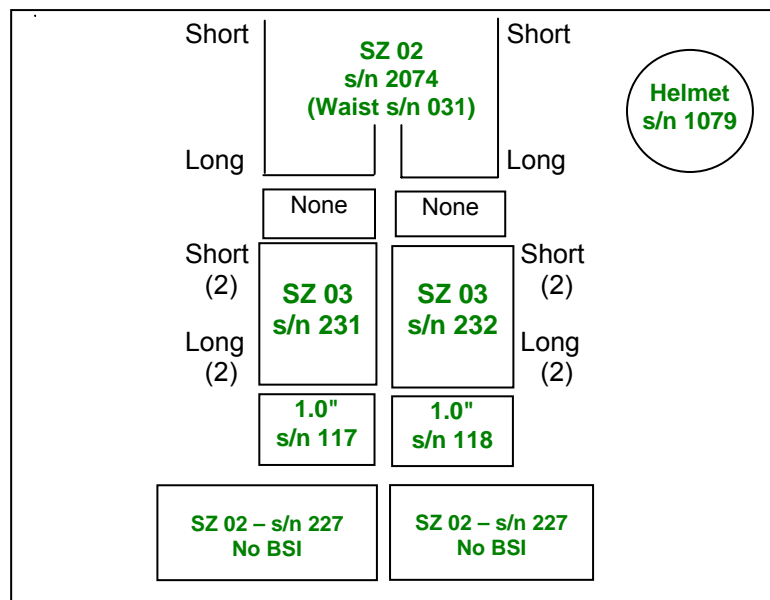 Short
SZ 02
s/n 2074
(Waist s/n 031)
Short
Helmet
s/n 1079
Long
Long
None
None
Short
(2)
SZ 03
s/n 231
SZ 03
s/n 232
Short
(2)
Long
(2)
Long
(2)
1.0"
s/n 117
1.0"
s/n 118
SZ 02 – s/n 227
No BSI
SZ 02 – s/n 227
No BSI